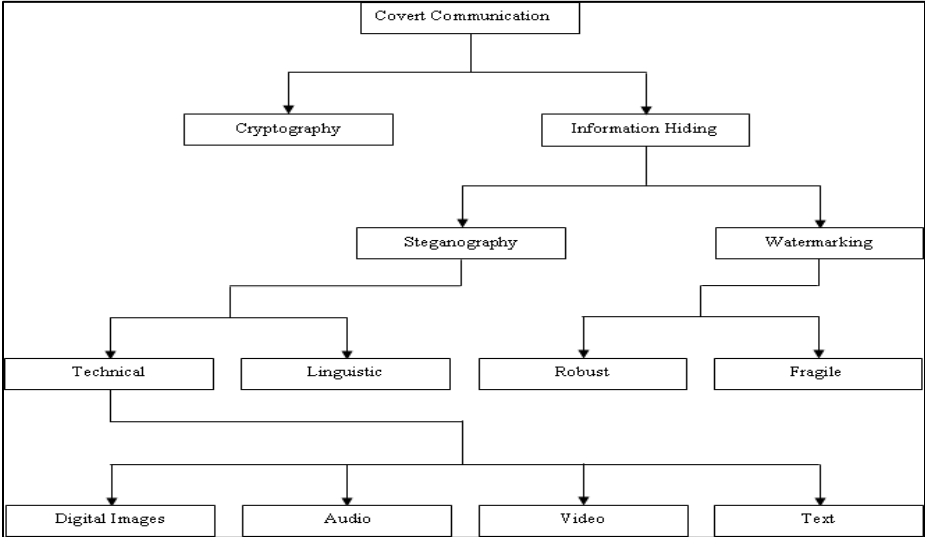 Covert Communication
Cryptography
Information Hiding
Steganography
Watermarking
Technical
Linguistic
Robust
Fragile
Digital Images
Audio
Video
Text